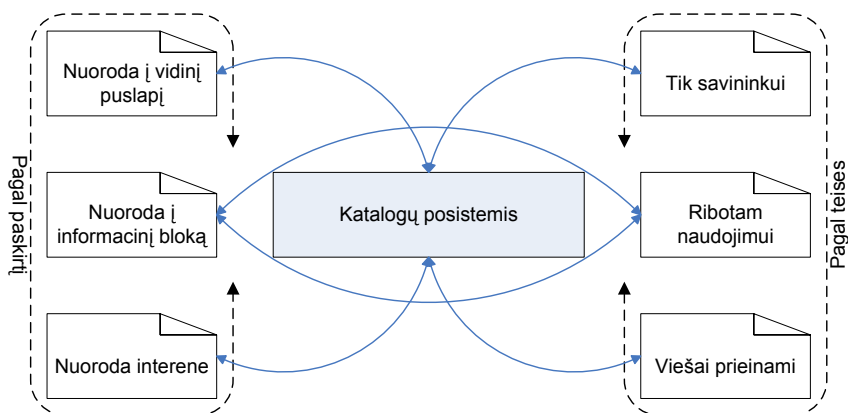 Pagal paskirtį
Nuoroda į vidinį
puslapį
Nuoroda į
informacinį bloką
Nuoroda interene
Katalogų posistemis
Tik savininkui
Ribotam
naudojimui
Viešai prieinami
Pagal teises